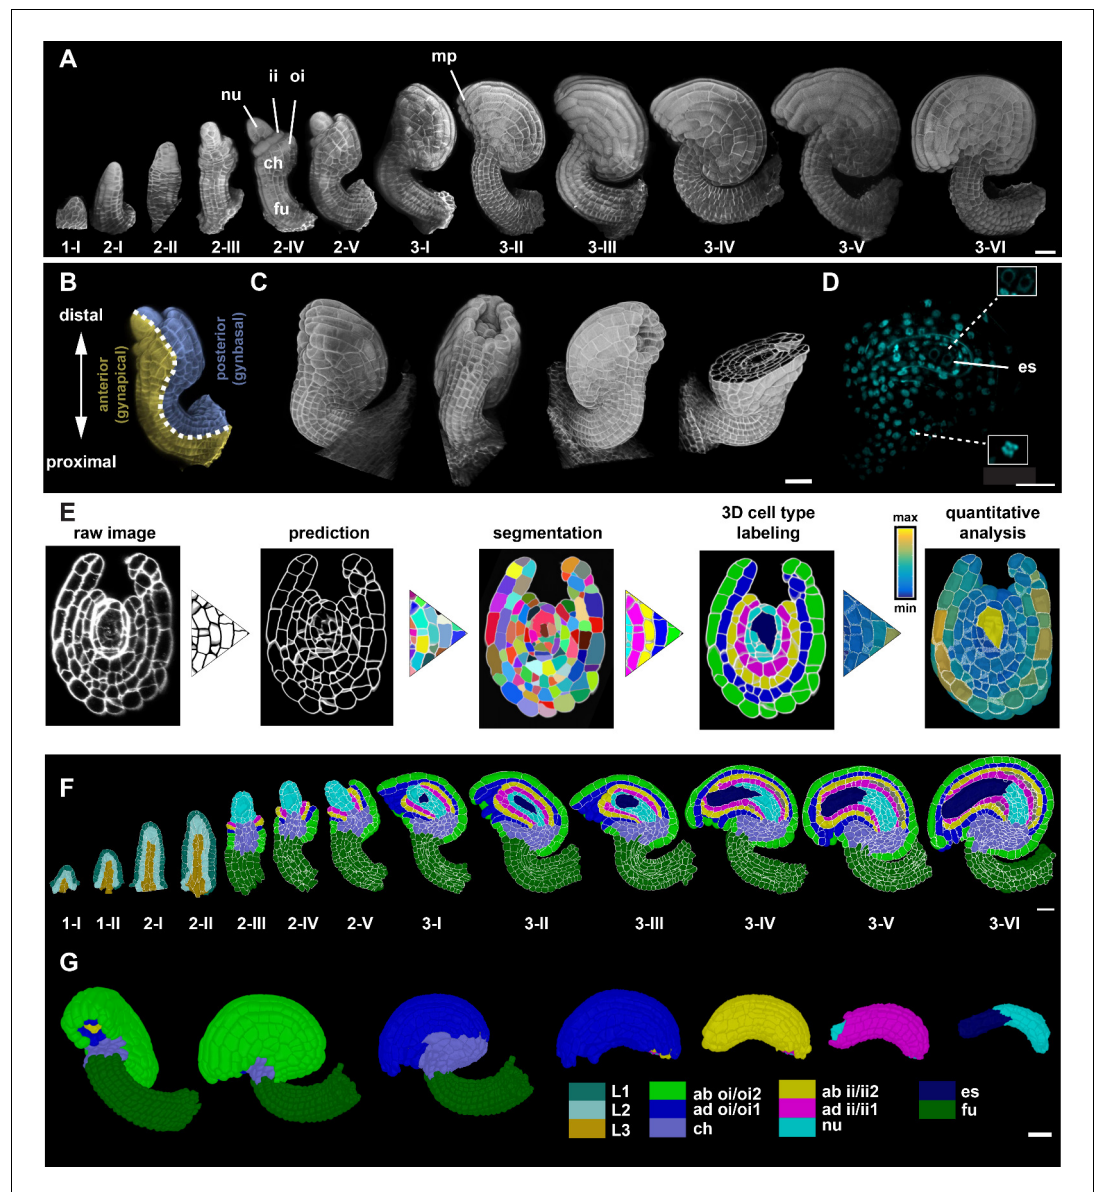 A
mp
ii oi
nu
ch
fu
1-I 2-I 2-II 2-III 2-IV 2-V 3-I 3-II 3-III 3-IV 3-V 3-VI
B
distal
anterior
(gynapical)
posterior
(gynbasal)
proximal
C
D
es
E
raw image
prediction
segmentation
3D cell type
labeling
max
min
quantitative
analysis
F
1-I 1-II 2-I 2-II 2-III 2-IV 2-V 3-I 3-II 3-III 3-IV 3-V 3-VI
G
L1 ab oi/oi2 ab ii/ii2 es
L2 ad oi/oi1 ad ii/ii1 fu
L3 ch nu